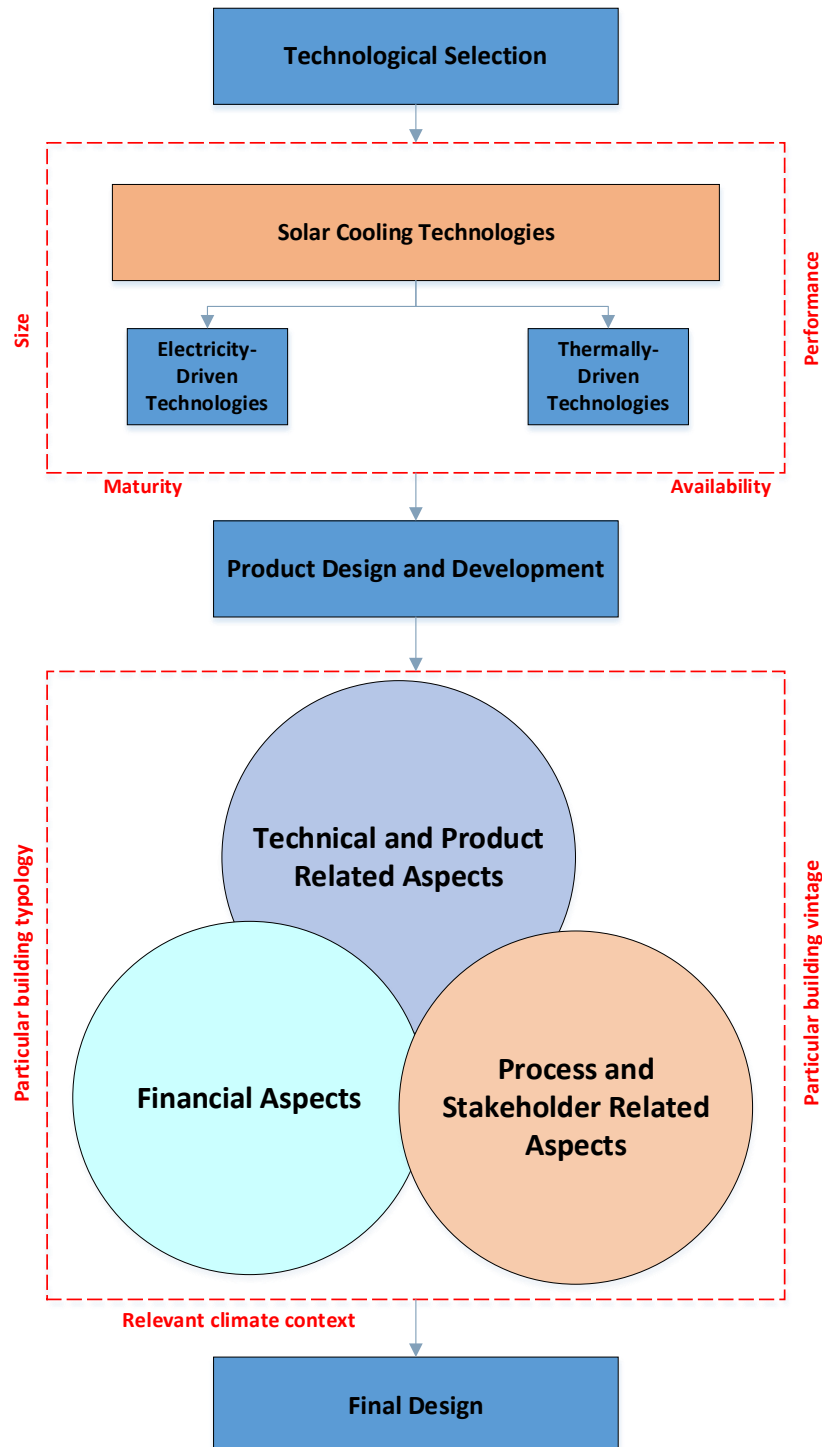 Technological Selection
Solar Cooling Technologies
Size
Performance
Electricity-
Driven
Technologies
Thermally-
Driven
Technologies
Maturity
Availability
Product Design and Development
Technical and Product
Related Aspects
Particular building typology
Particular building vintage
Financial Aspects
Process and
Stakeholder Related
Aspects
Relevant climate context
Final Design